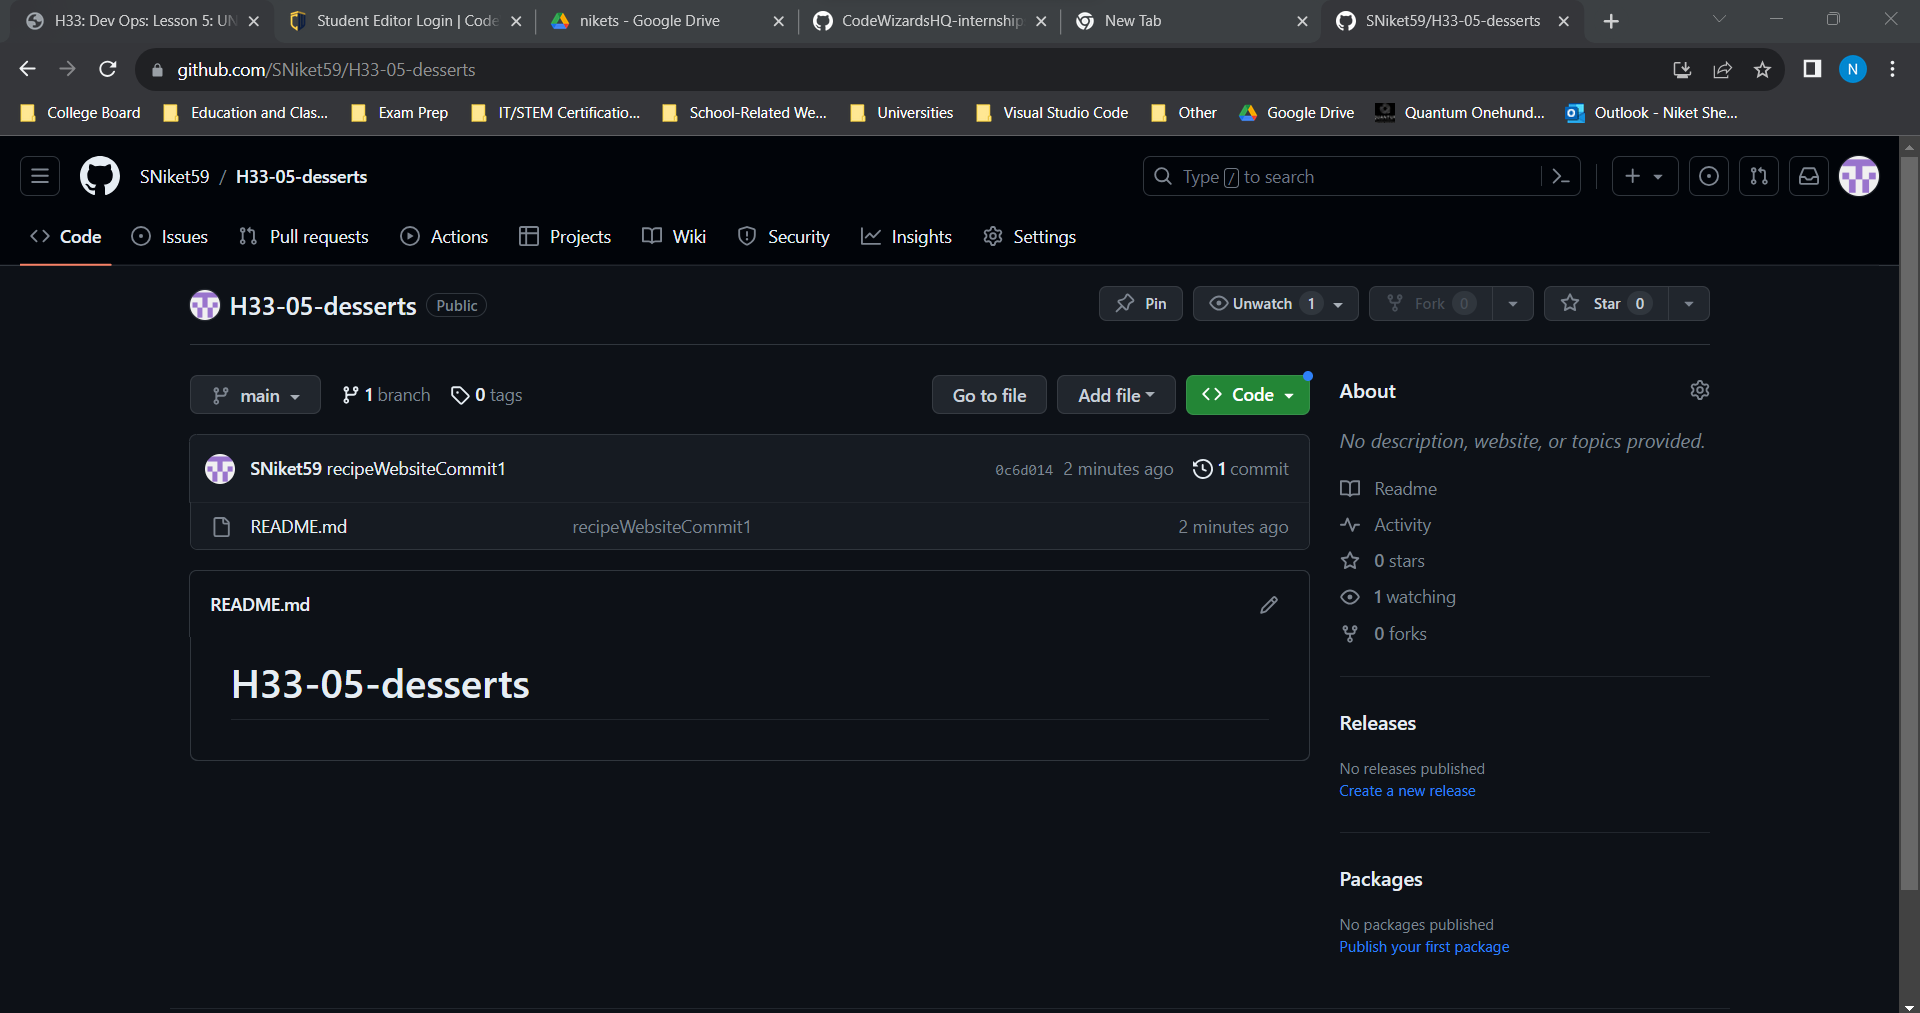 H33: Dev Ops: Lesson 5: UN
Student Editor Login | Code
nikets - Google Drive
CodeWizardsHQ-internship
New Tab
SNiket59/H33-05-desserts
github.com/SNiket59/H33-05-desserts
N
College Board
Education and Clas...
Exam Prep
IT/STEM Certificatio...
School-Related We...
Universities
Visual Studio Code
Other
Google Drive
Quantum Onehund...
Outlook - Niket She...
SNiket59 / H33-05-desserts
Type / to search
Code
Issues
Pull requests
Actions
Projects
Wiki
Security
Insights
Settings
H33-05-desserts Public
Pin
Unwatch 1
Fork 0
Star 0
main
1 branch
0 tags
Go to file
Add file
Code
SNiket59 recipeWebsiteCommit1
0c6d014 2 minutes ago
1 commit
README.md
recipeWebsiteCommit1
2 minutes ago
README.md
H33-05-desserts
About
No description, website, or topics provided.
Readme
Activity
0 stars
1 watching
0 forks
Releases
No releases published
Create a new release
Packages
No packages published
Publish your first package